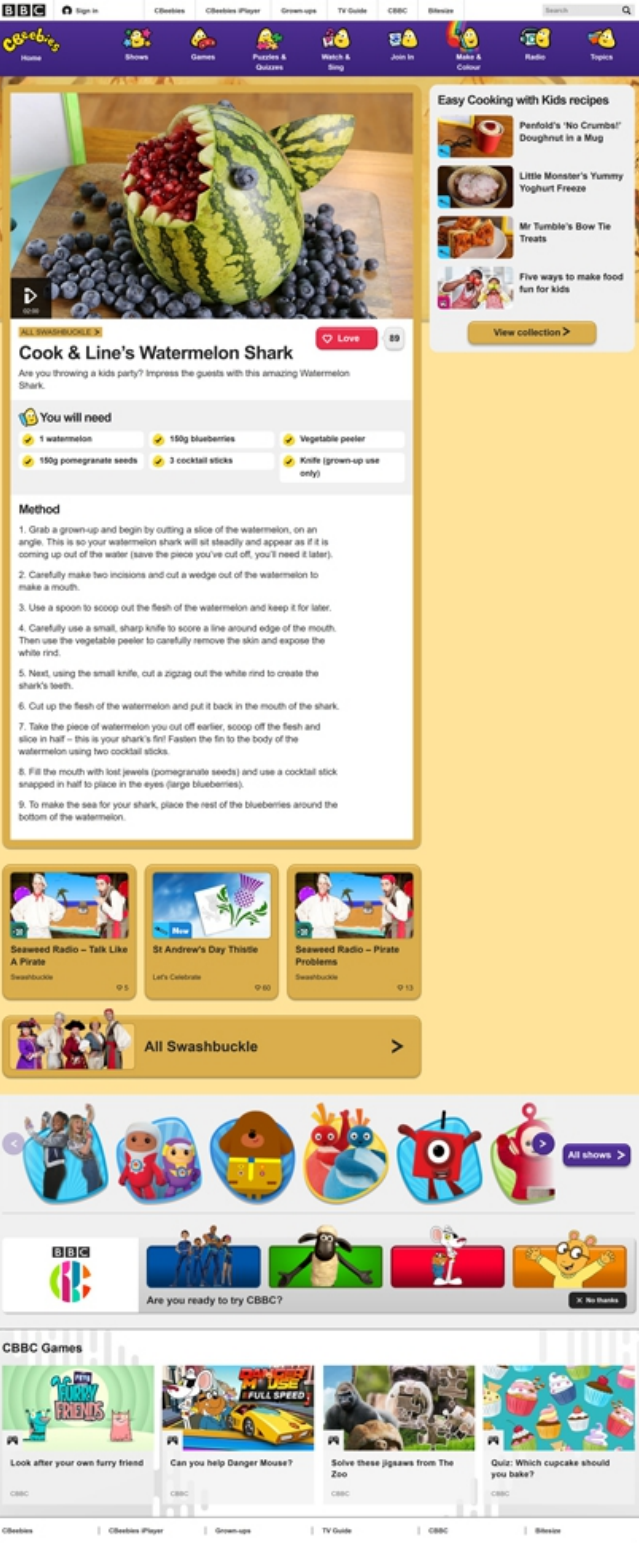 BBC
Sign in
CBeebies
CBeebies iPlayer
Grown-ups
TV Guide
CBBC
Bitesize
Search
CBeebies
Home
Shows
Games
Puzzles &
Quizzes
Watch &
Sing
Join In
Make &
Colour
Radio
Topics
02:00
ALL SWASHBUCKLE >
Cook & Line's Watermelon Shark
Love
89
Are you throwing a kids party? Impress the guests with this amazing Watermelon
Shark.
You will need
1 watermelon
150g blueberries
Vegetable peeler
150g pomegranate seeds
3 cocktail sticks
Knife (grown-up use
only)
Method
1. Grab a grown-up and begin by cutting a slice of the watermelon, on an
angle. This is so your watermelon shark will sit steadily and appear as if it is
coming up out of the water (save the piece you've cut off, you'll need it later).
2. Carefully make two incisions and cut a wedge out of the watermelon to
make a mouth.
3. Use a spoon to scoop out the flesh of the watermelon and keep it for later.
4. Carefully use a small, sharp knife to score a line around edge of the mouth.
Then use the vegetable peeler to carefully remove the skin and expose the
white rind.
5. Next, using the small knife, cut a zigzag out the white rind to create the
shark's teeth.
6. Cut up the flesh of the watermelon and put it back in the mouth of the shark.
7. Take the piece of watermelon you cut off earlier, scoop off the flesh and
slice in half – this is your shark's fin! Fasten the fin to the body of the
watermelon using two cocktail sticks.
8. Fill the mouth with lost jewels (pomegranate seeds) and use a cocktail stick
snapped in half to place in the eyes (large blueberries).
9. To make the sea for your shark, place the rest of the blueberries around the
bottom of the watermelon.
Easy Cooking with Kids recipes
Penfold's 'No Crumbs!'
Doughnut in a Mug
Little Monster's Yummy
Yoghurt Freeze
Mr Tumble's Bow Tie
Treats
Five ways to make food
fun for kids
View collection >
Seaweed Radio – Talk Like
A Pirate
Swashbuckle
5
New
St Andrew's Day Thistle
Let's Celebrate
60
Seaweed Radio – Pirate
Problems
Swashbuckle
13
All Swashbuckle
All shows >
BBC
CBBC
Are you ready to try CBBC?
× No thanks
CBBC Games
PETS
FURRY
FRIENDS
Look after your own furry friend
CBBC
DANGER
MOUSE
FULL SPEED
Can you help Danger Mouse?
CBBC
Solve these jigsaws from The
Zoo
CBBC
Quiz: Which cupcake should
you bake?
CBBC
CBeebies
CBeebies iPlayer
Grown-ups
TV Guide
CBBC
Bitesize